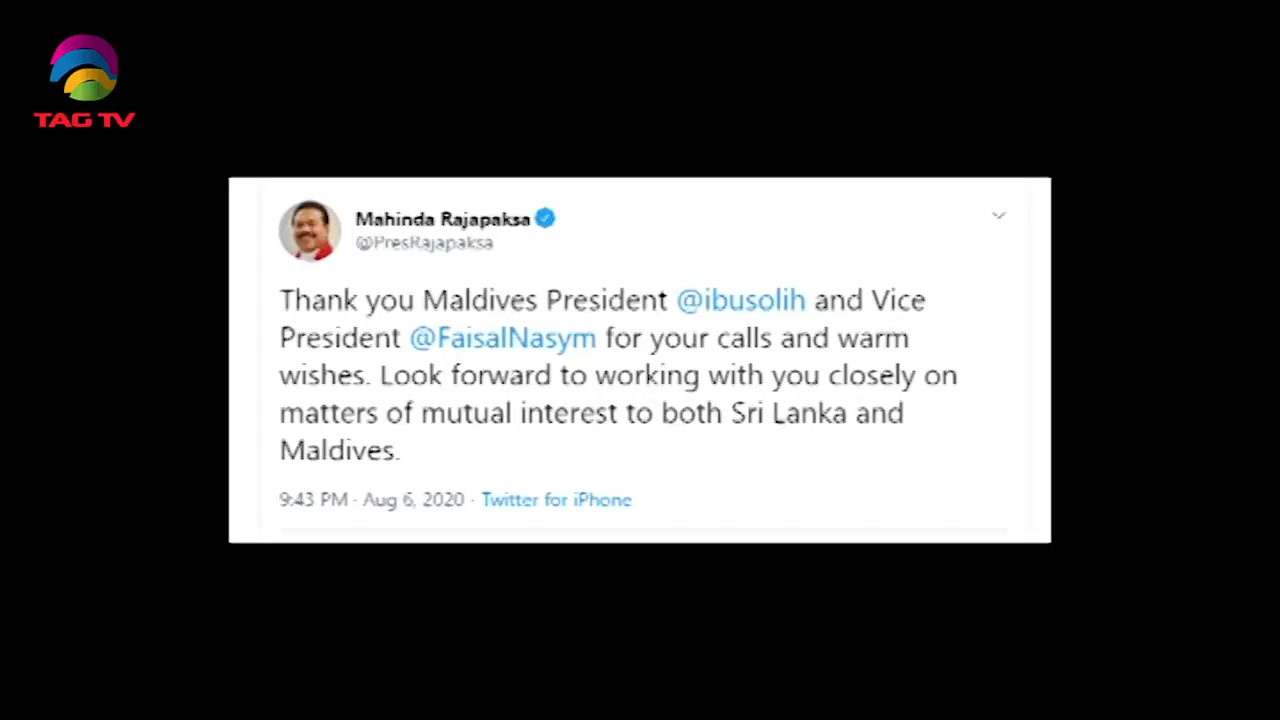 TAG TV
Mahinda Rajapaksa
@PresRajapaksa
Thank you Maldives President @ibusolih and Vice
President @FaisalNasym for your calls and warm
wishes. Look forward to working with you closely on
matters of mutual interest to both Sri Lanka and
Maldives.
9:43 PM · Aug 6, 2020 · Twitter for iPhone